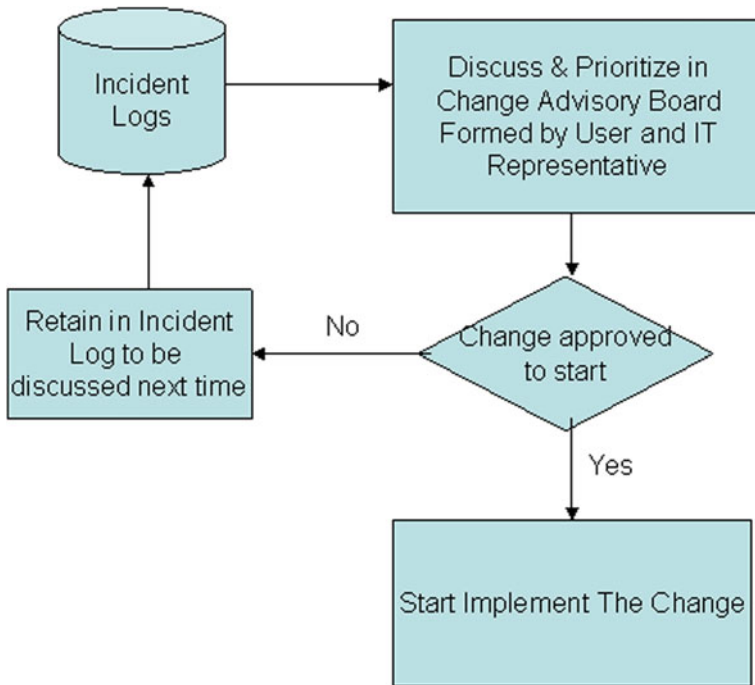 Incident
Logs
Discuss & Prioritize in
Change Advisory Board
Formed by User and IT
Representative
Change approved
to start
No
Retain in Incident
Log to be
discussed next time
Yes
Start Implement The Change